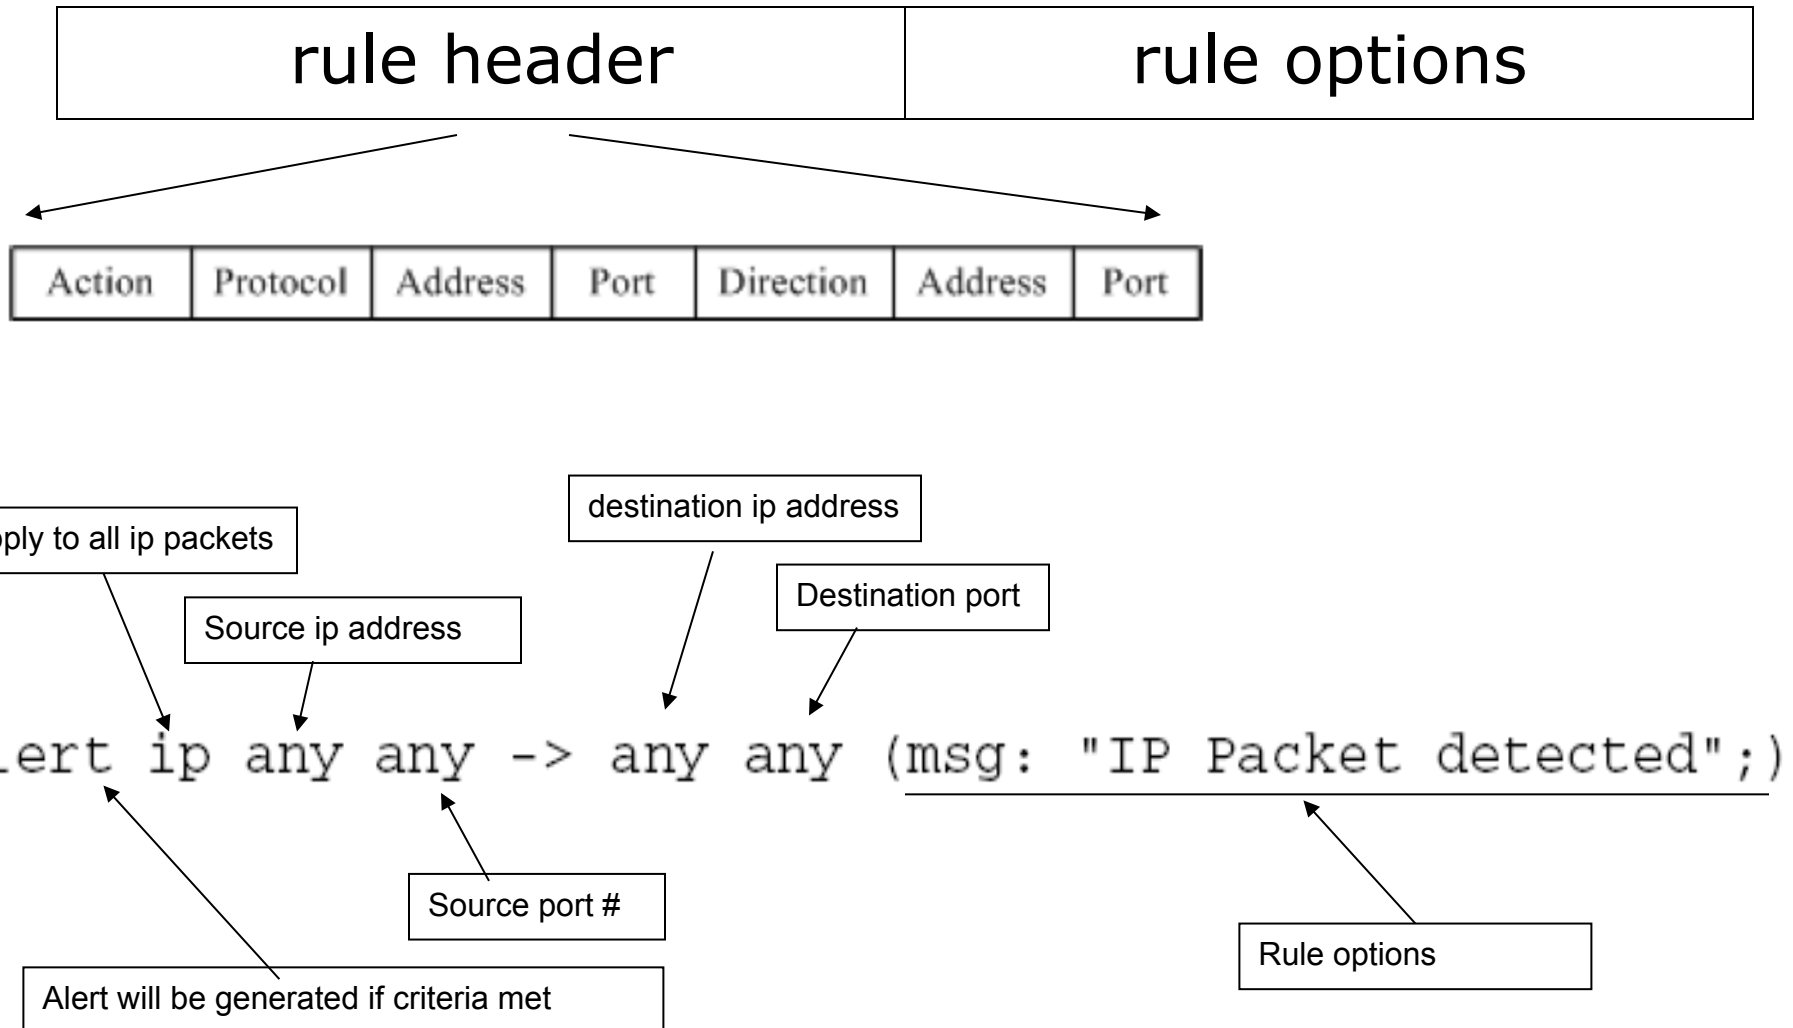 rule header rule options
Action Protocol Address Port Direction Address Port
destination ip address
ply to all ip packets
Destination port
Source ip address
lert ip any any -> any any (msg: "IP Packet detected";)
Source port #
Rule options
Alert will be generated if criteria met